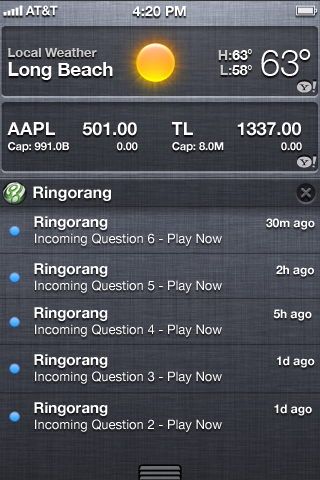 AT&T 4:20 PM
Local Weather
Long Beach
H:63° L:58° 63°
Y!
AAPL 501.00 TL 1337.00
Cap: 991.0B 0.00 Cap: 8.0M 0.00
Y!
Ringorang
Ringorang 30m ago
Incoming Question 6 - Play Now
Ringorang 2h ago
Incoming Question 5 - Play Now
Ringorang 5h ago
Incoming Question 4 - Play Now
Ringorang 1d ago
Incoming Question 3 - Play Now
Ringorang 1d ago
Incoming Question 2 - Play Now